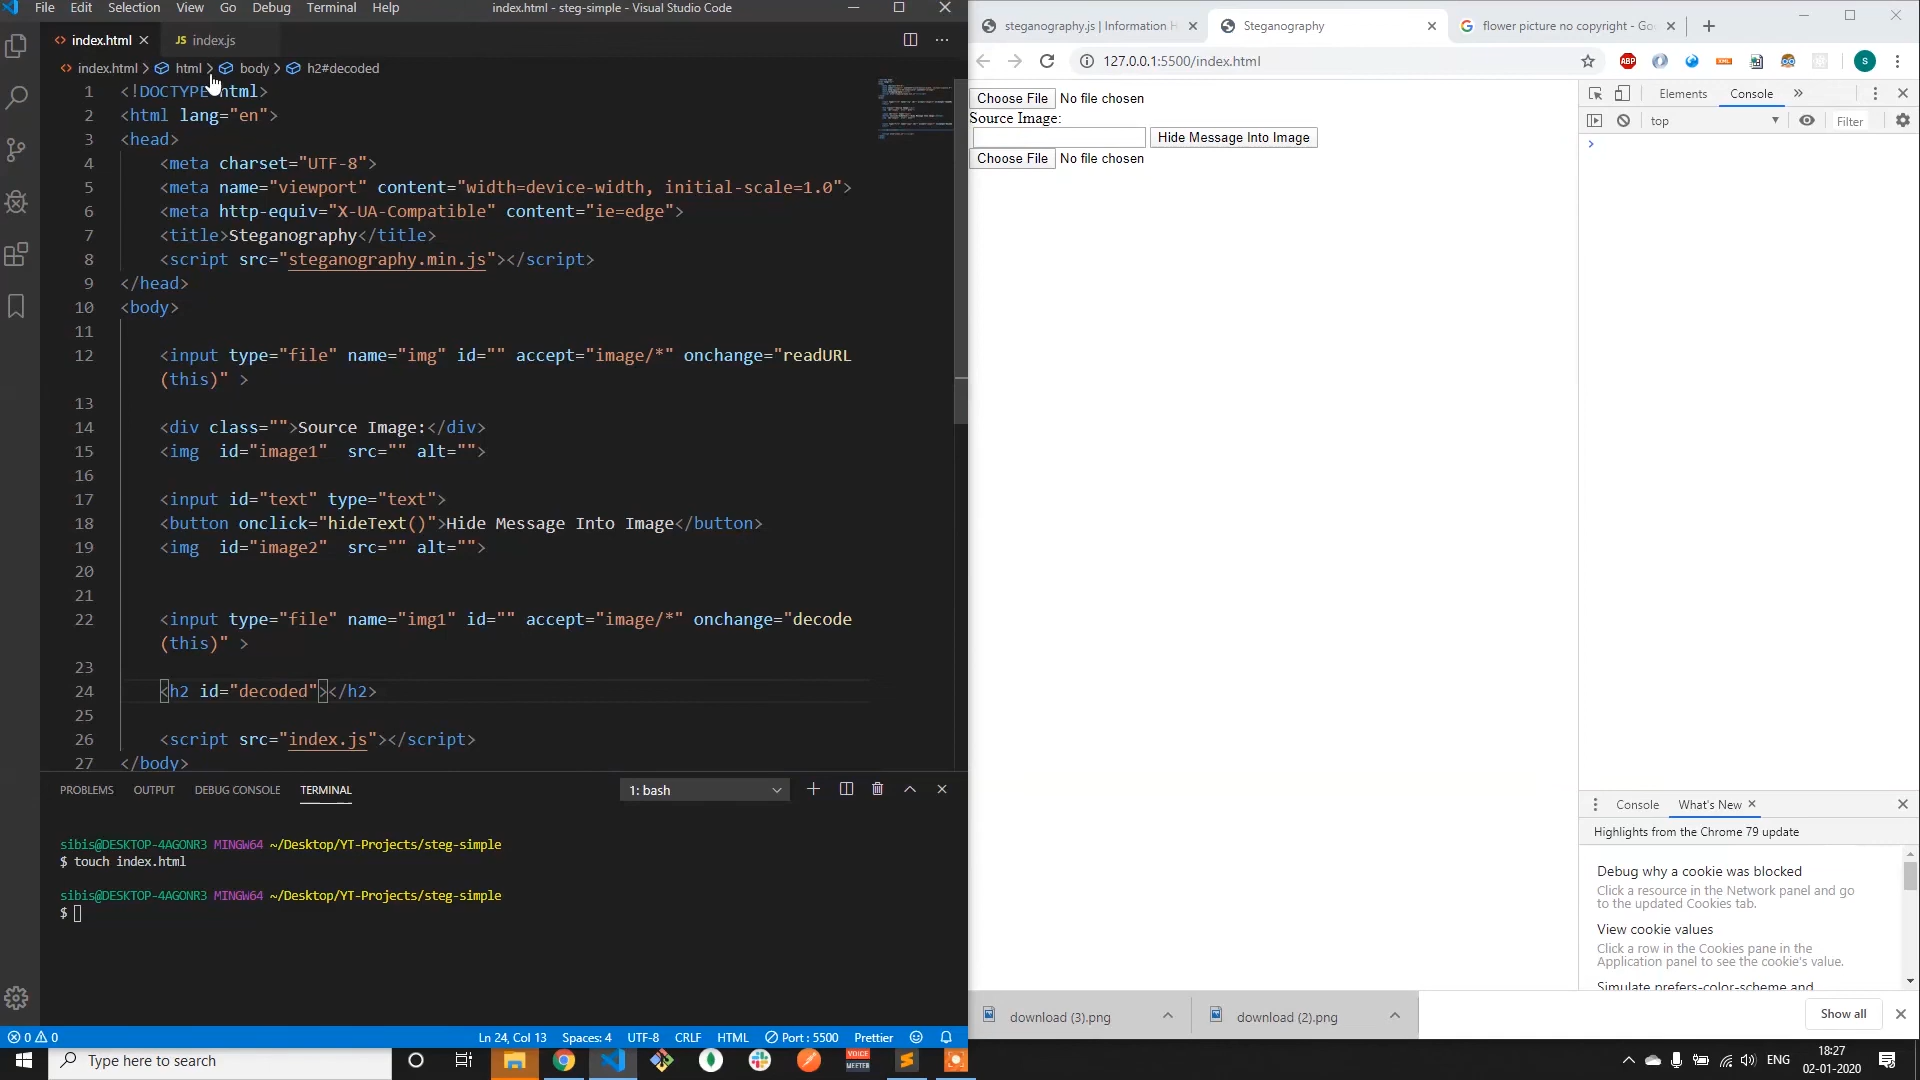 File Edit Selection View Go Debug Terminal Help
index.html - steg-simple - Visual Studio Code
index.html
JS index.js
index.html > html > body > h2#decoded
1 <!DOCTYPE html>
2 <html lang="en">
3 <head>
4 <meta charset="UTF-8">
5 <meta name="viewport" content="width=device-width, initial-scale=1.0">
6 <meta http-equiv="X-UA-Compatible" content="ie=edge">
7 <title>Steganography</title>
8 <script src="steganography.min.js"></script>
9 </head>
10 <body>
11
12 <input type="file" name="img" id="" accept="image/*" onchange="readURL
(this)" >
13
14 <div class="">Source Image:</div>
15 <img  id="image1"  src="" alt="">
16
17 <input id="text" type="text">
18 <button onclick="hideText()">Hide Message Into Image</button>
19 <img  id="image2"  src="" alt="">
20
21
22 <input type="file" name="img1" id="" accept="image/*" onchange="decode
(this)" >
23
24 <h2 id="decoded"></h2>
25
26 <script src="index.js"></script>
27 </body>
PROBLEMS OUTPUT DEBUG CONSOLE TERMINAL
1: bash
sibis@DESKTOP-4AGONR3 MINGW64 ~/Desktop/YT-Projects/steg-simple
$ touch index.html
sibis@DESKTOP-4AGONR3 MINGW64 ~/Desktop/YT-Projects/steg-simple
$
0 0
Ln 24, Col 13 Spaces: 4 UTF-8 CRLF HTML Port : 5500 Prettier
steganography.js | Information H
Steganography
flower picture no copyright - Go
127.0.0.1:5500/index.html
ABP
S
Choose File No file chosen
Source Image:
Hide Message Into Image
Choose File No file chosen
Elements Console
top
Filter
Console What's New
Highlights from the Chrome 79 update
Debug why a cookie was blocked
Click a resource in the Network panel and go
to the updated Cookies tab.
View cookie values
Click a row in the Cookies pane in the
Application panel to see the cookie's value.
Simulate prefers-color-scheme and
download (3).png
download (2).png
Show all
Type here to search
VOICE
MEETER
ENG
18:27
02-01-2020